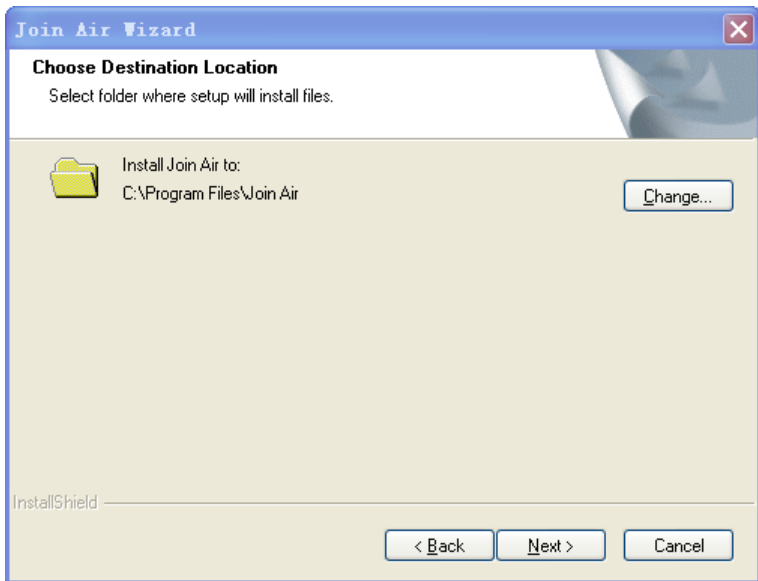 Join Air Wizard
Choose Destination Location
Select folder where setup will install files.
Install Join Air to:
C:\Program Files\Join Air
Change...
InstallShield
< Back
Next >
Cancel